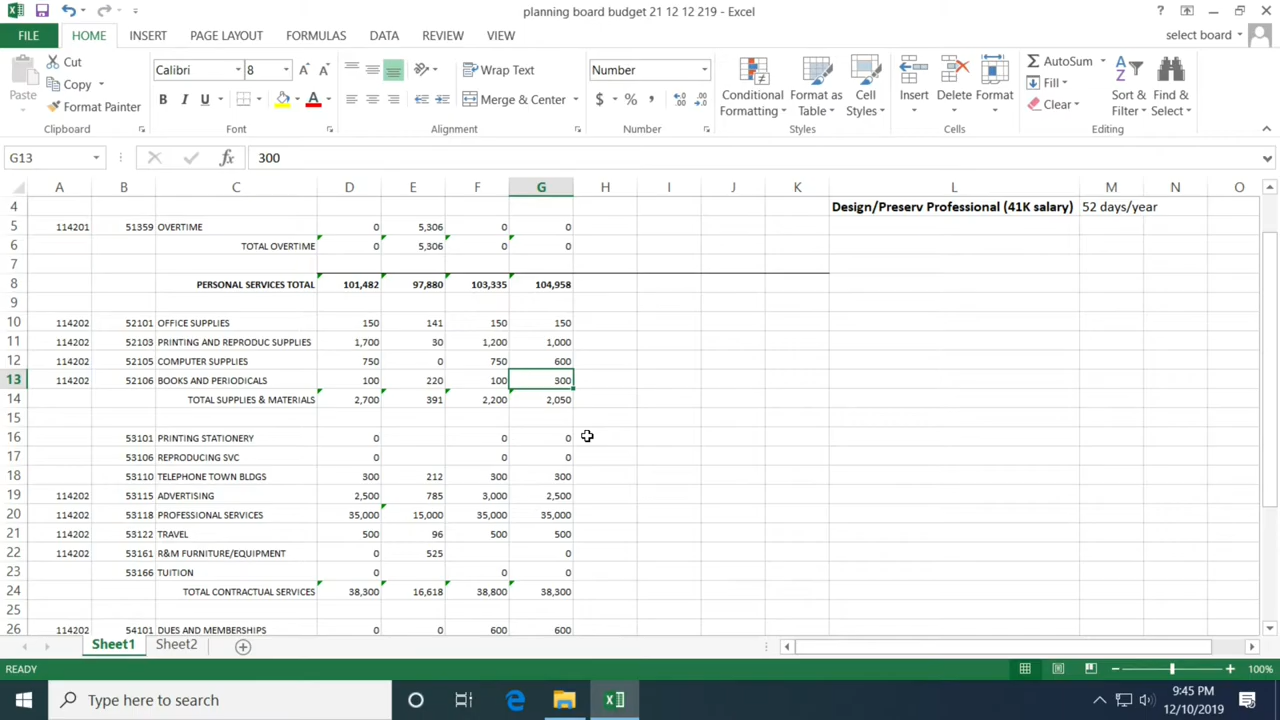 planning board budget 21 12 12 219 - Excel
?
FILE HOME INSERT PAGE LAYOUT FORMULAS DATA REVIEW VIEW select board
Paste Cut Copy Format Painter
Calibri 8
B I U A
Wrap Text
Merge & Center
Number
$ % ,
Conditional Formatting Format as Table Cell Styles
Insert Delete Format
AutoSum Fill Clear
Sort & Filter Find & Select
Clipboard Font Alignment Number Styles Cells Editing
G13 fx 300
A B C D E F G H I J K L M N O
4 Design/Preserv Professional (41K salary) 52 days/year
5 114201 51359 OVERTIME 0 5,306 0 0
6 TOTAL OVERTIME 0 5,306 0 0
7
8 PERSONAL SERVICES TOTAL 101,482 97,880 103,335 104,958
9
10 114202 52101 OFFICE SUPPLIES 150 141 150 150
11 114202 52103 PRINTING AND REPRODUC SUPPLIES 1,700 30 1,200 1,000
12 114202 52105 COMPUTER SUPPLIES 750 0 750 600
13 114202 52106 BOOKS AND PERIODICALS 100 220 100 300
14 TOTAL SUPPLIES & MATERIALS 2,700 391 2,200 2,050
15
16 53101 PRINTING STATIONERY 0 0 0
17 53106 REPRODUCING SVC 0 0 0
18 53110 TELEPHONE TOWN BLDGS 300 212 300 300
19 114202 53115 ADVERTISING 2,500 785 3,000 2,500
20 114202 53118 PROFESSIONAL SERVICES 35,000 15,000 35,000 35,000
21 114202 53122 TRAVEL 500 96 500 500
22 114202 53161 R&M FURNITURE/EQUIPMENT 0 525 0
23 53166 TUITION 0 0 0
24 TOTAL CONTRACTUAL SERVICES 38,300 16,618 38,800 38,300
25
26 114202 54101 DUES AND MEMBERSHIPS 0 0 600 600
Sheet1 Sheet2
READY 100%
Type here to search
9:45 PM
12/10/2019